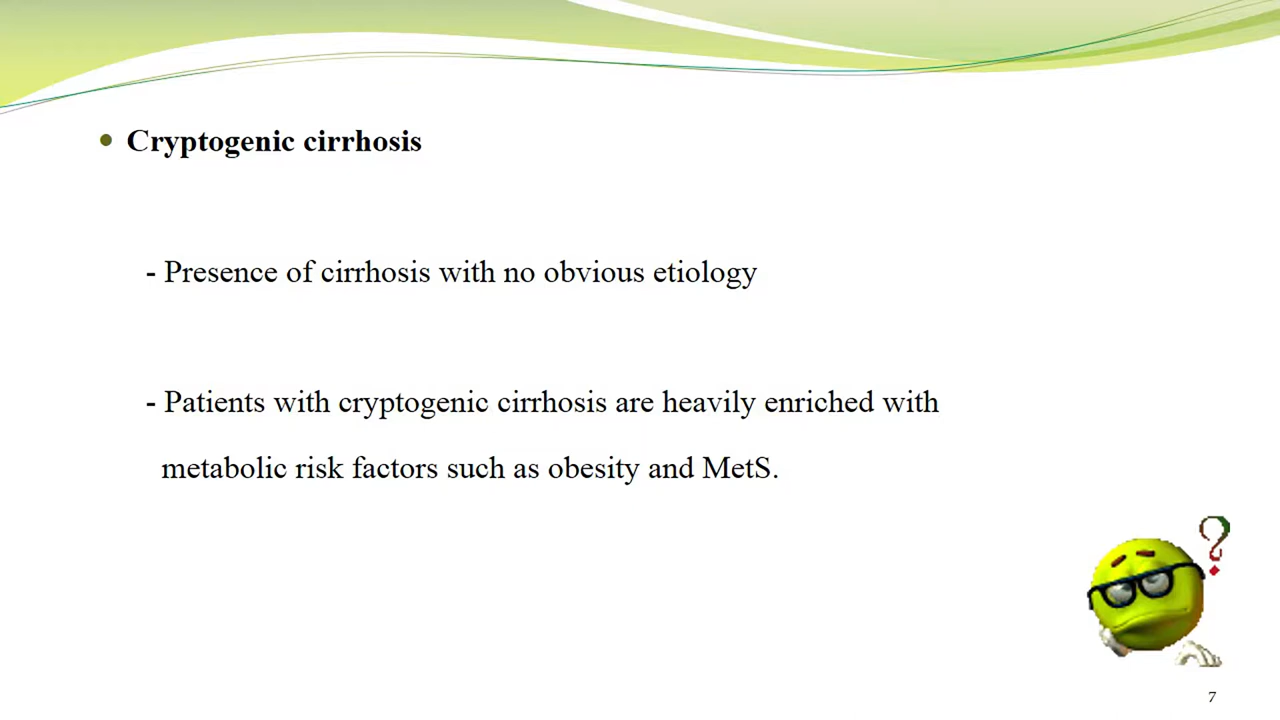 • Cryptogenic cirrhosis
- Presence of cirrhosis with no obvious etiology
- Patients with cryptogenic cirrhosis are heavily enriched with
metabolic risk factors such as obesity and MetS.
?
7